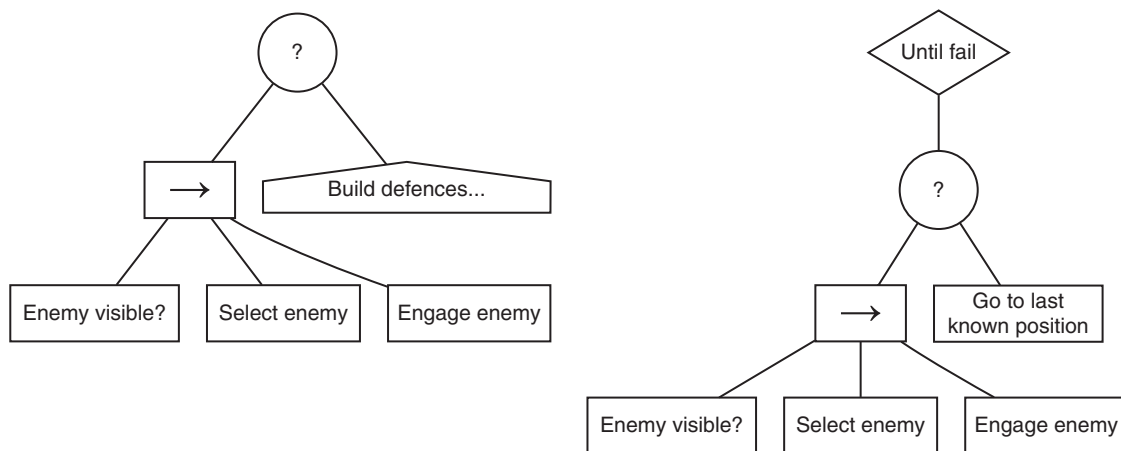 ?
→
Build defences...
Enemy visible?
Select enemy
Engage enemy
Until fail
?
→
Go to last
known position
Enemy visible?
Select enemy
Engage enemy